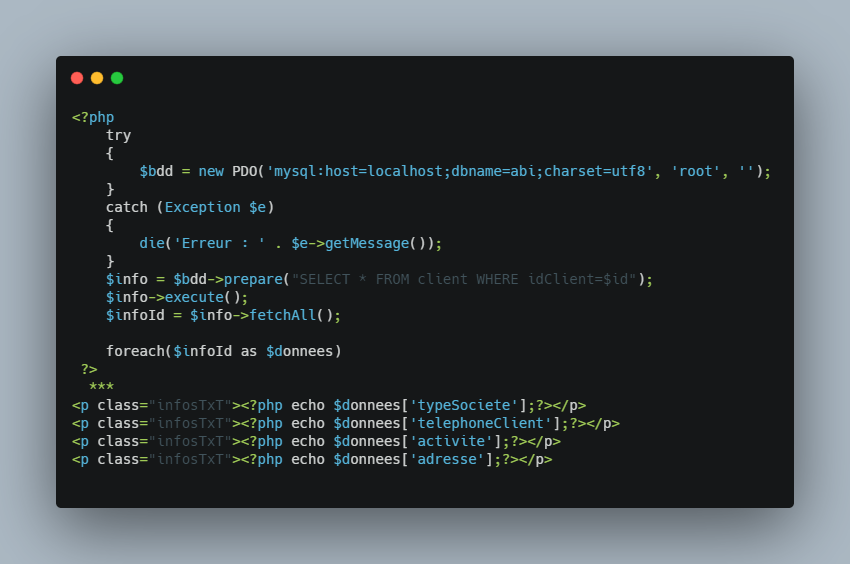 <?php
    try
    {
        $bdd = new PDO('mysql:host=localhost;dbname=abi;charset=utf8', 'root', '');
    }
    catch (Exception $e)
    {
        die('Erreur : ' . $e->getMessage());
    }
    $info = $bdd->prepare("SELECT * FROM client WHERE idClient=$id");
    $info->execute();
    $infoId = $info->fetchAll();

    foreach($infoId as $donnees)
 ?>
  ***
<p class="infosTxT"><?php echo $donnees['typeSociete'];?></p>
<p class="infosTxT"><?php echo $donnees['telephoneClient'];?></p>
<p class="infosTxT"><?php echo $donnees['activite'];?></p>
<p class="infosTxT"><?php echo $donnees['adresse'];?></p>